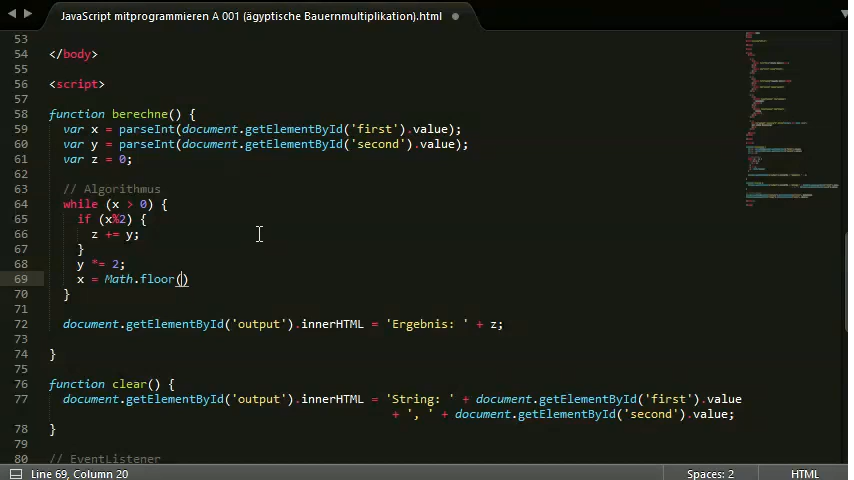 JavaScript mitprogrammieren A 001 (ägyptische Bauernmultiplikation).html
53
54 </body>
55
56 <script>
57
58 function berechne() {
59 var x = parseInt(document.getElementById('first').value);
60 var y = parseInt(document.getElementById('second').value);
61 var z = 0;
62
63 // Algorithmus
64 while (x > 0) {
65 if (x%2) {
66 z += y;
67 }
68 y *= 2;
69 x = Math.floor()
70 }
71
72 document.getElementById('output').innerHTML = 'Ergebnis: ' + z;
73
74 }
75
76 function clear() {
77 document.getElementById('output').innerHTML = 'String: ' + document.getElementById('first').value
+ ', ' + document.getElementById('second').value;
78 }
79
80 // EventListener
Line 69, Column 20 Spaces: 2 HTML